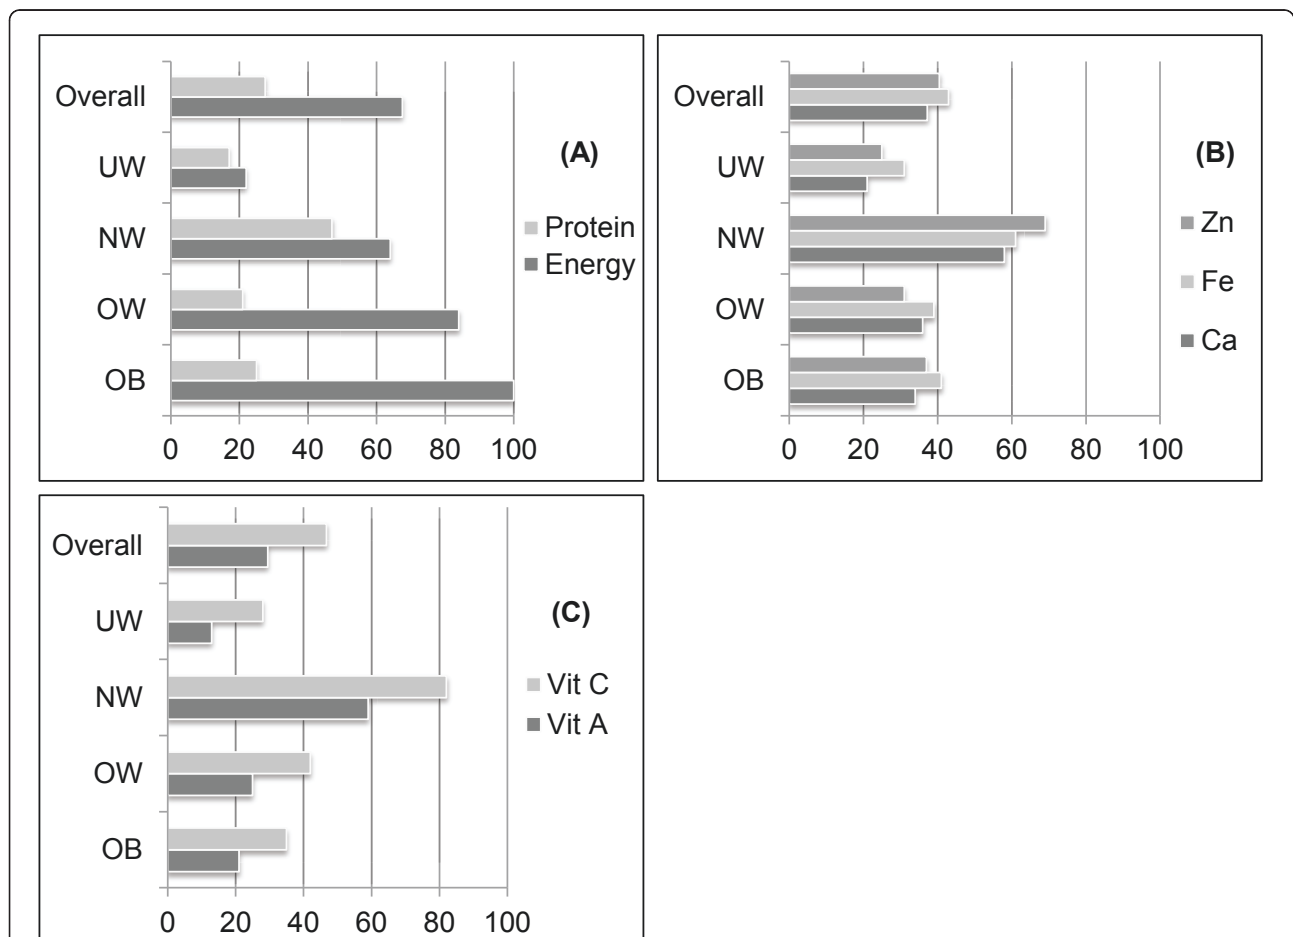 Overall
UW
NW
OW
OB
0 20 40 60 80 100
(A)
Protein
Energy
Overall
UW
NW
OW
OB
0 20 40 60 80 100
(B)
Zn
Fe
Ca
Overall
UW
NW
OW
OB
0 20 40 60 80 100
(C)
Vit C
Vit A